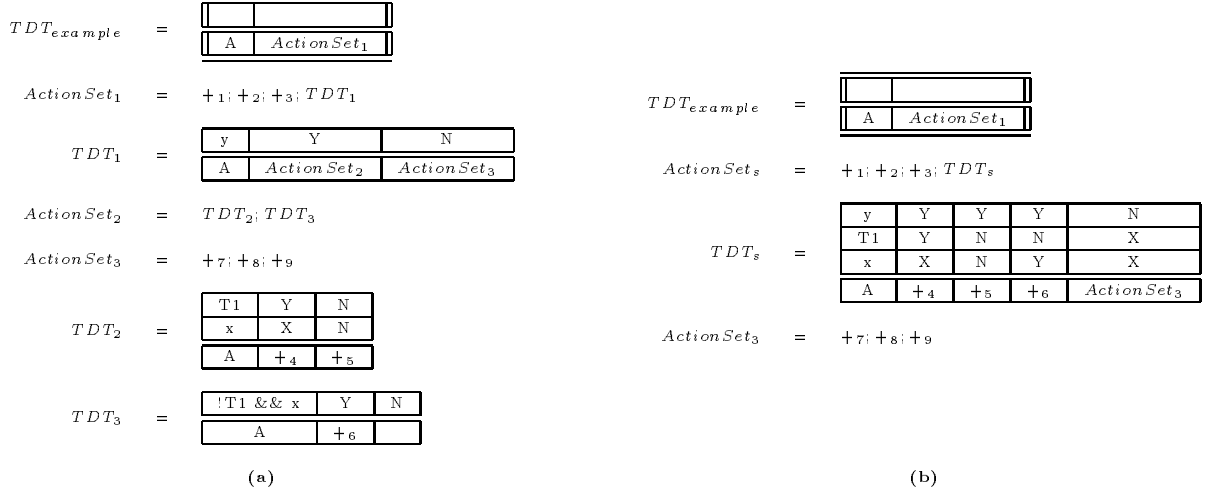 TDT_example =
A ActionSet_1
ActionSet_1 = +_1; +_2; +_3; TDT_1
y Y N
TDT_1 =
A ActionSet_2 ActionSet_3
ActionSet_2 = TDT_2; TDT_3
ActionSet_3 = +_7; +_8; +_9
T1 Y N
TDT_2 = x X N
A +_4 +_5
!T1 && x Y N
TDT_3 =
A +_6
(a)
TDT_example =
A ActionSet_1
ActionSet_s = +_1; +_2; +_3; TDT_s
y Y Y Y N
T1 Y N N X
TDT_s =
x X N Y X
A +_4 +_5 +_6 ActionSet_3
ActionSet_3 = +_7; +_8; +_9
(b)